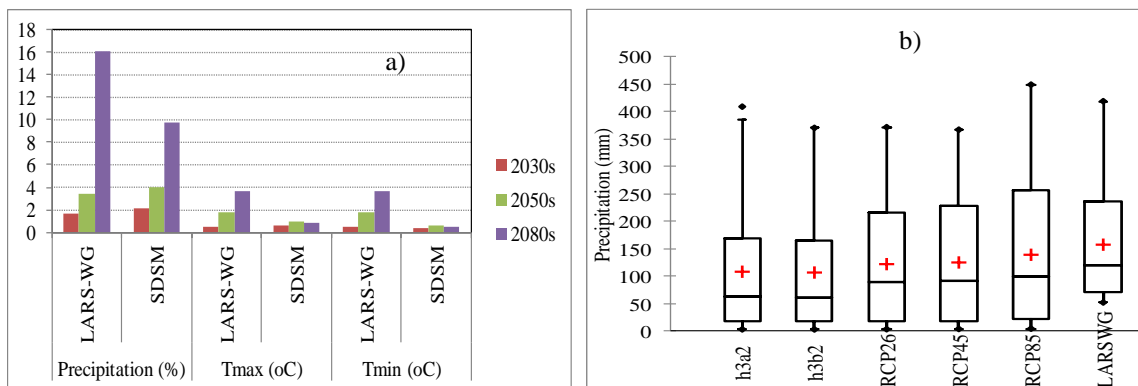 a)
18
16
14
12
10
8
6
4
2
0
LARS-WG
SDSM
LARS-WG
SDSM
LARS-WG
SDSM
Precipitation (%)
Tmax (oC)
Tmin (oC)
2030s
2050s
2080s
b)
Precipitation (mm)
500
450
400
350
300
250
200
150
100
50
0
h3a2
h3b2
RCP26
RCP45
RCP85
LARSWG